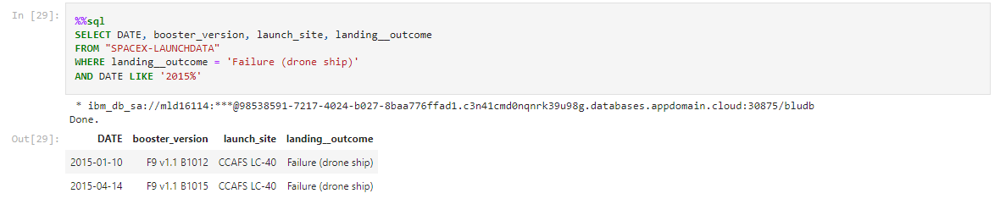 In [29]:
%%sql
SELECT DATE, booster_version, launch_site, landing__outcome
FROM "SPACEX-LAUNCHDATA"
WHERE landing__outcome = 'Failure (drone ship)'
AND DATE LIKE '2015%'
* ibm_db_sa://mld16114:***@98538591-7217-4024-b027-8baa776ffad1.c3n41cmd0nqnrk39u98g.databases.appdomain.cloud:30875/bludb
Done.
Out[29]:
DATE booster_version launch_site landing__outcome
2015-01-10 F9 v1.1 B1012 CCAFS LC-40 Failure (drone ship)
2015-04-14 F9 v1.1 B1015 CCAFS LC-40 Failure (drone ship)